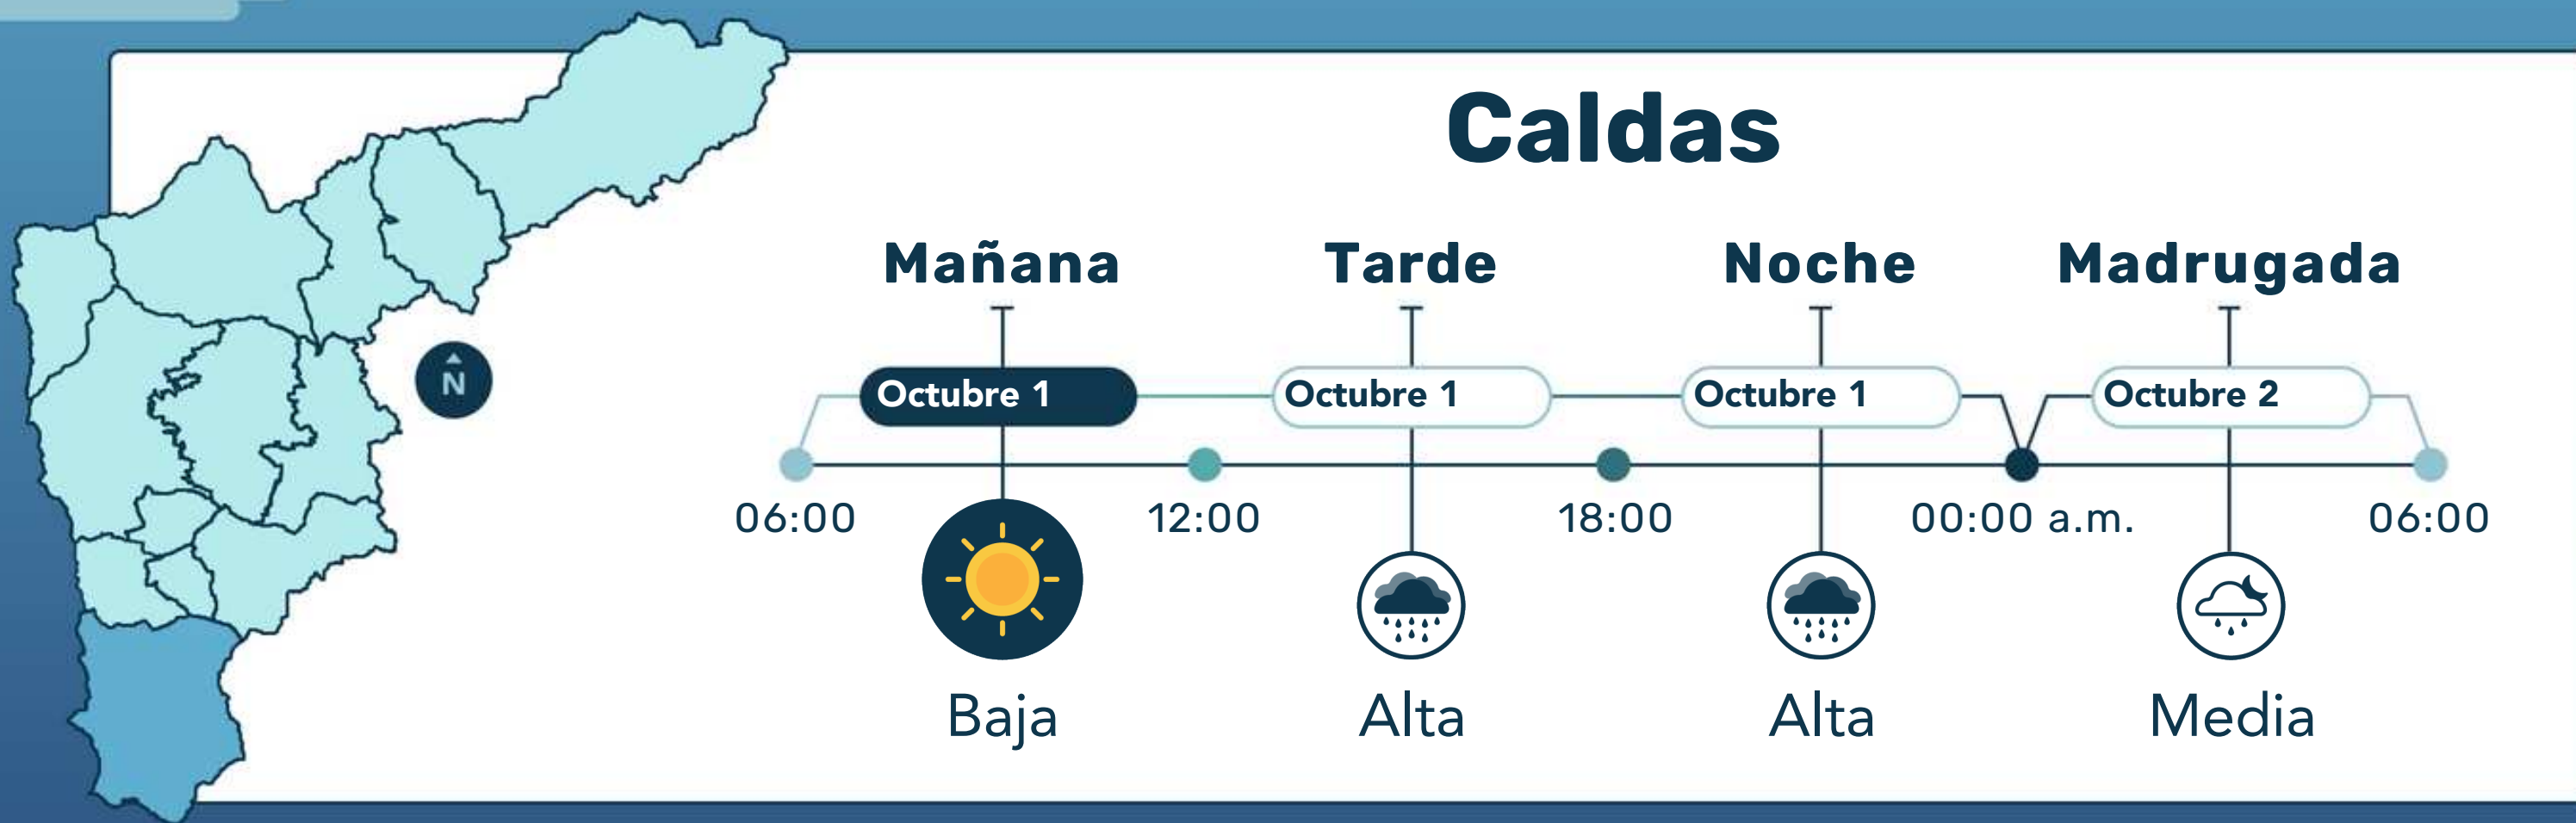 Caldas
Mañana Tarde Noche Madrugada
Octubre 1 Octubre 1 Octubre 1 Octubre 2
N
06:00 12:00 18:00 00:00 a.m. 06:00
Baja Alta Alta Media